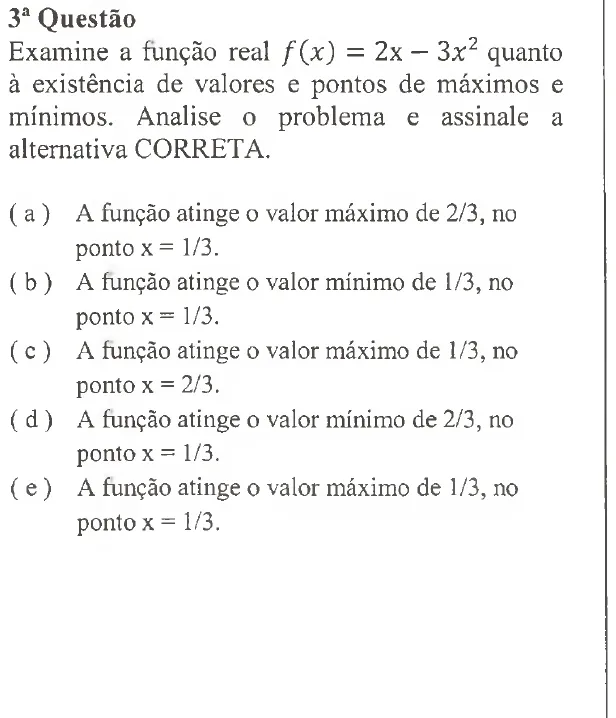 3ª Questão
Examine a função real f(x) = 2x − 3x² quanto
à existência de valores e pontos de máximos e
mínimos. Analise o problema e assinale a
alternativa CORRETA.
( a ) A função atinge o valor máximo de 2/3, no
ponto x = 1/3.
( b ) A função atinge o valor mínimo de 1/3, no
ponto x = 1/3.
( c ) A função atinge o valor máximo de 1/3, no
ponto x = 2/3.
( d ) A função atinge o valor mínimo de 2/3, no
ponto x = 1/3.
( e ) A função atinge o valor máximo de 1/3, no
ponto x = 1/3.